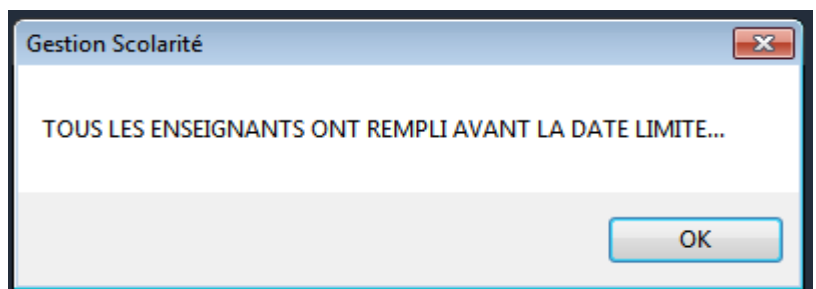 Gestion Scolarité
TOUS LES ENSEIGNANTS ONT REMPLI AVANT LA DATE LIMITE...
OK